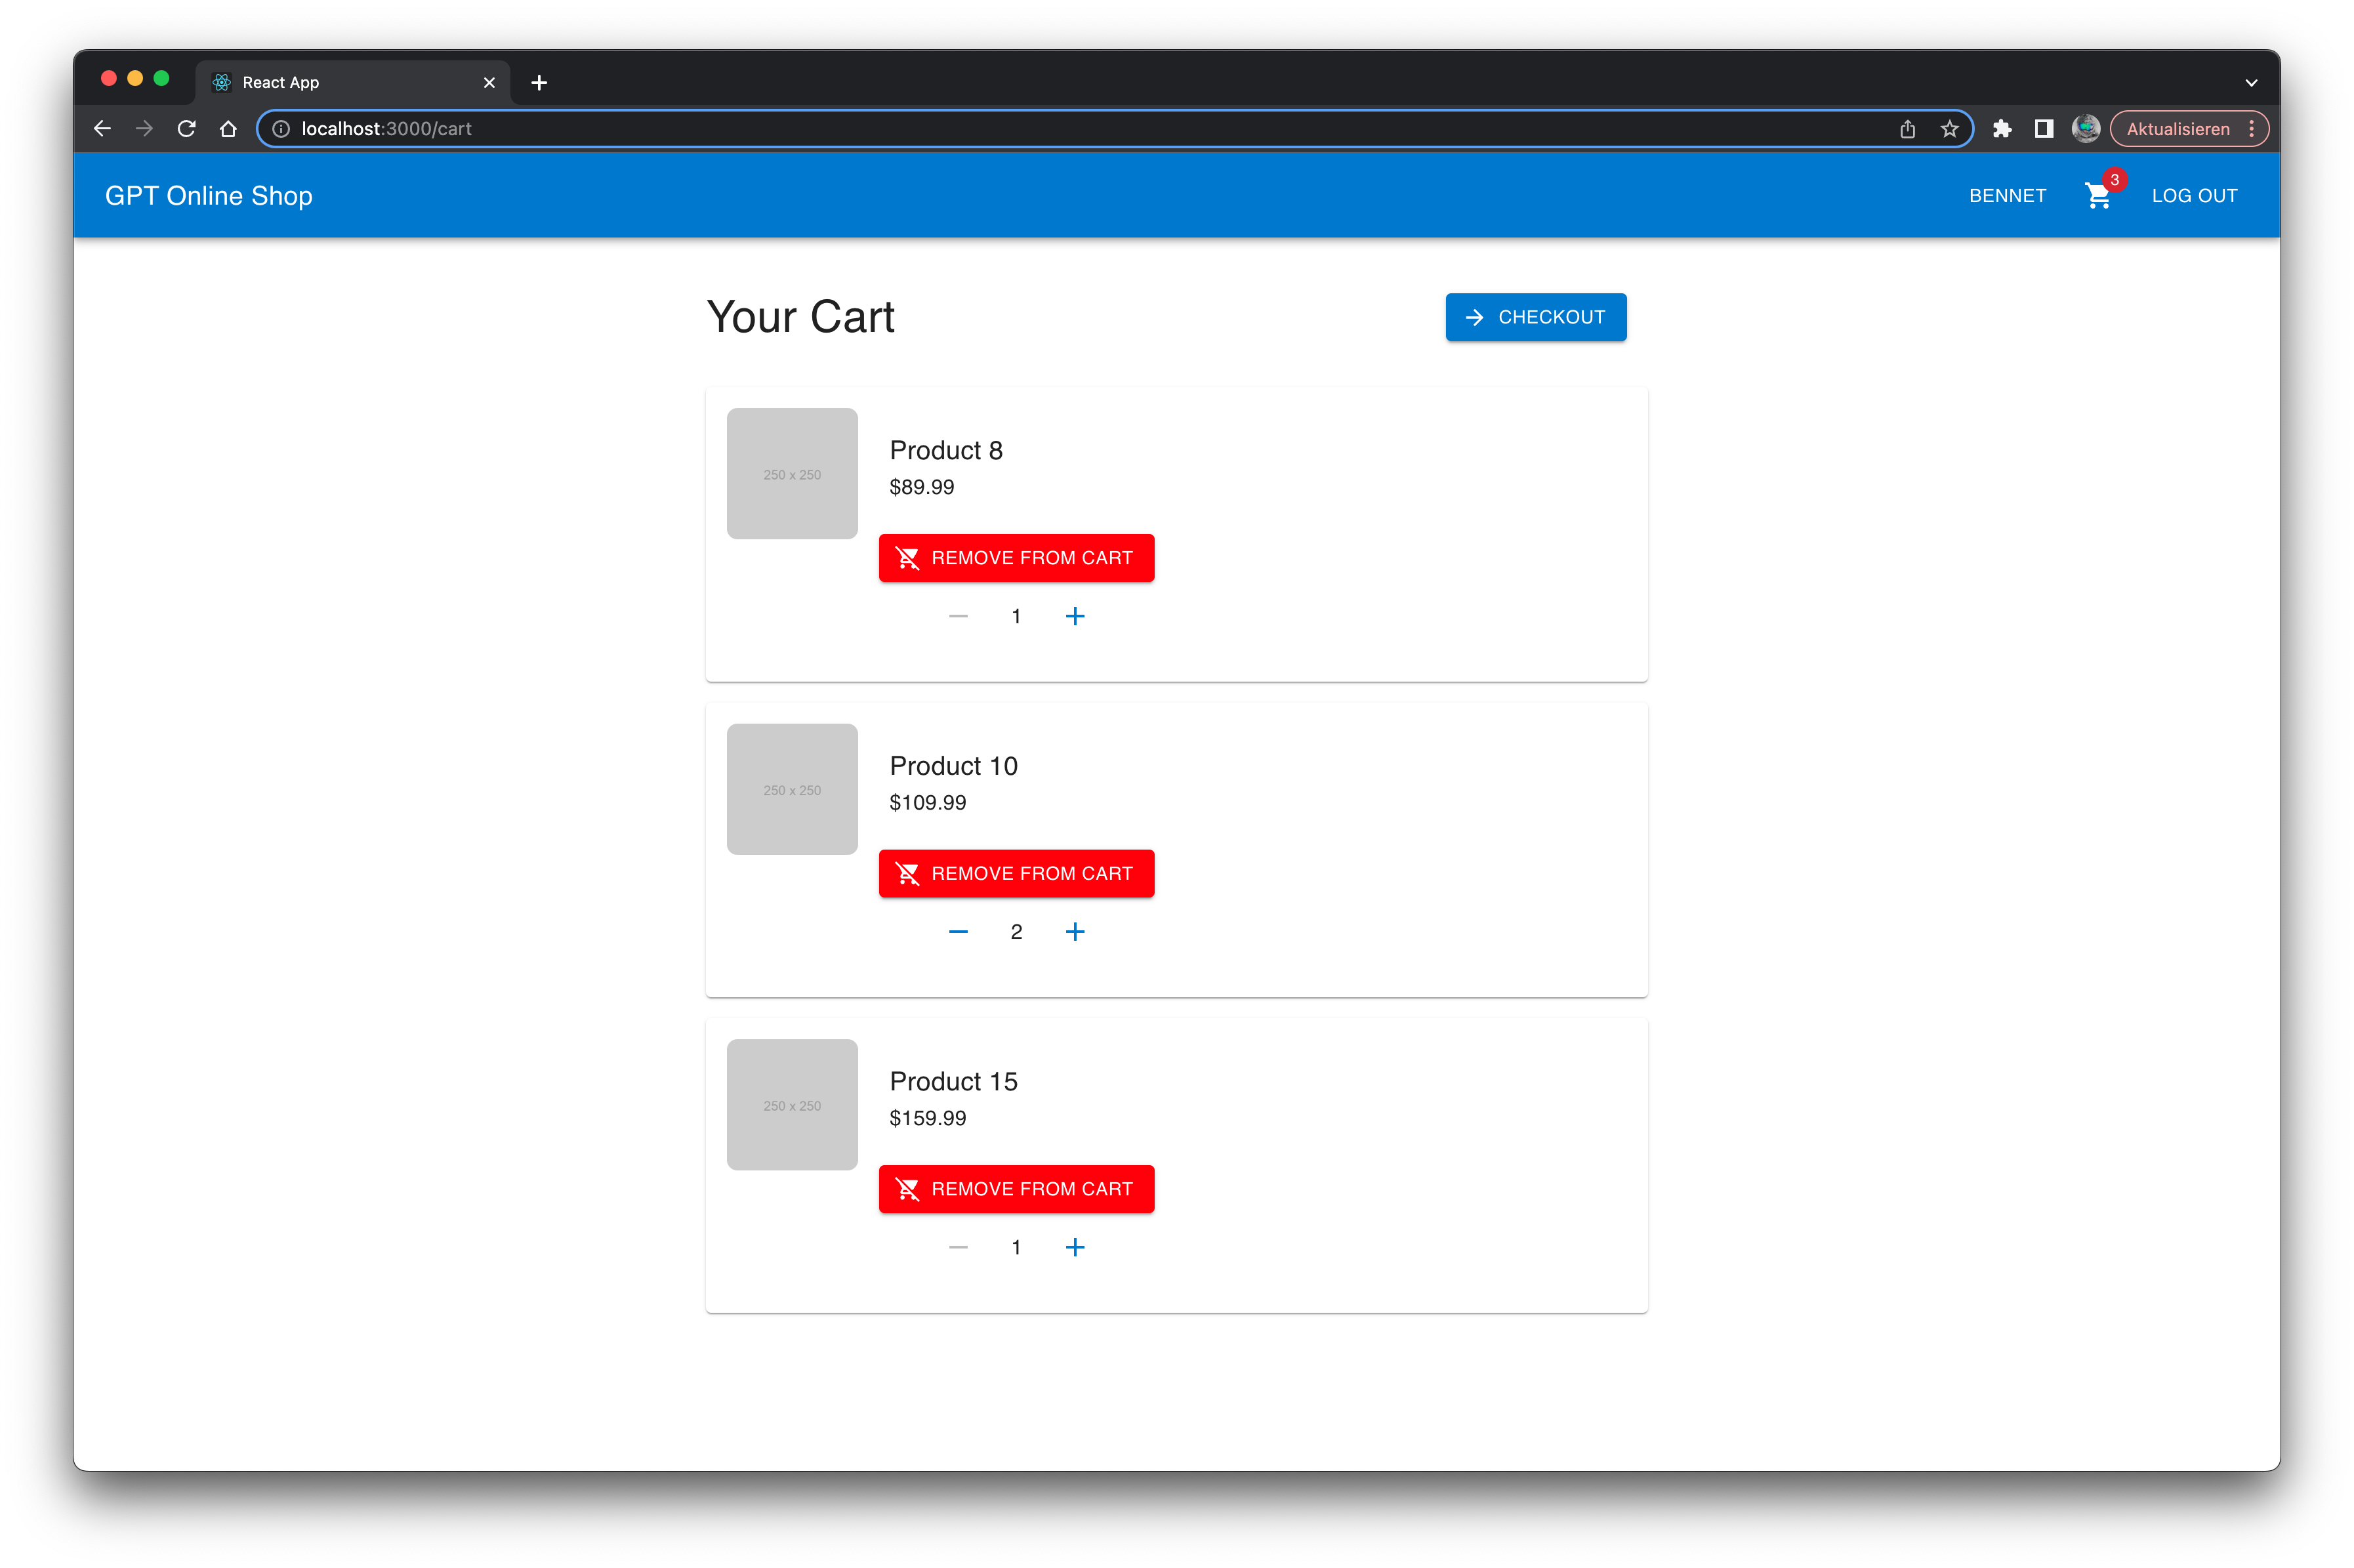 React App
localhost:3000/cart
Aktualisieren
GPT Online Shop
BENNET
3
LOG OUT
Your Cart
CHECKOUT
250 x 250
Product 8
$89.99
REMOVE FROM CART
1
250 x 250
Product 10
$109.99
REMOVE FROM CART
2
250 x 250
Product 15
$159.99
REMOVE FROM CART
1